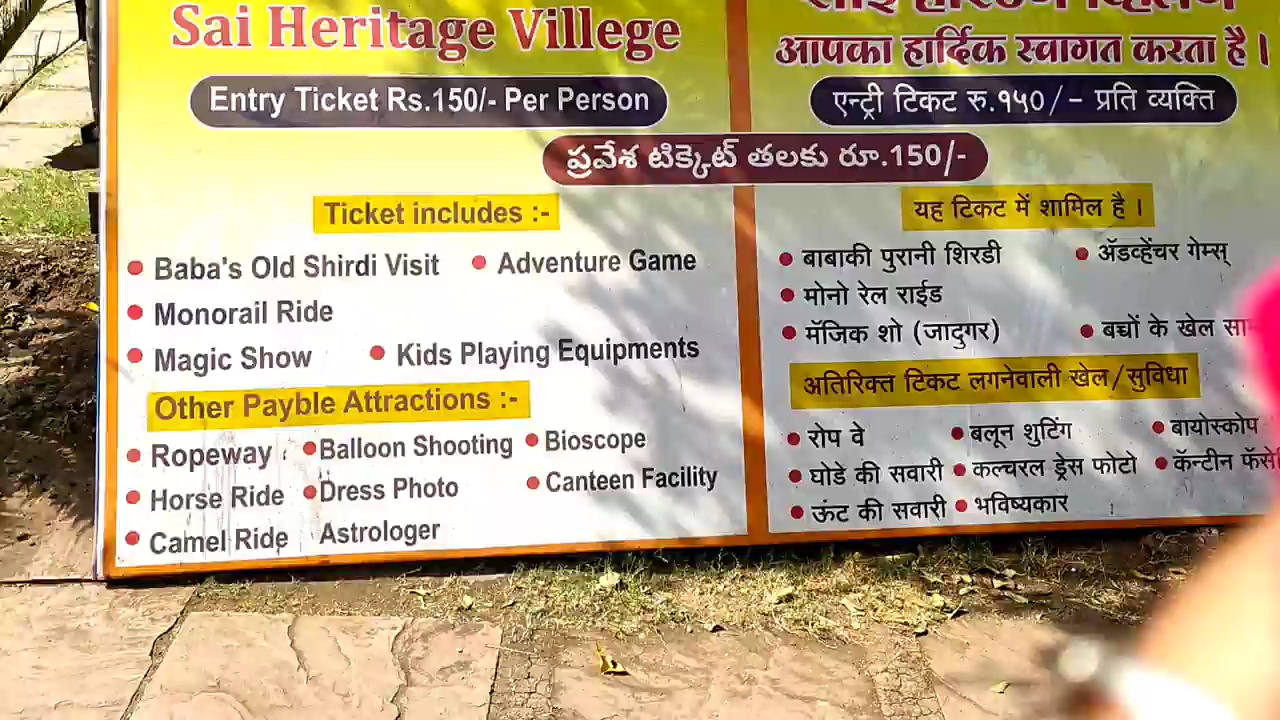 Sai Heritage Villege
Entry Ticket Rs.150/- Per Person
आपका हार्दिक स्वागत करता है।
एन्ट्री टिकट रु.१५०/- प्रति व्यक्ति
ప్రవేశ టిక్కెట్ తలకు రూ.150/-
Ticket includes :-
Baba's Old Shirdi Visit
Adventure Game
Monorail Ride
Magic Show
Kids Playing Equipments
Other Payble Attractions :-
Ropeway
Balloon Shooting
Bioscope
Horse Ride
Dress Photo
Canteen Facility
Camel Ride
Astrologer
यह टिकट में शामिल है ।
बाबाकी पुरानी शिरडी
ॲडव्हेंचर गेम्स्
मोनो रेल राईड
मॅजिक शो (जादुगर)
बच्चों के खेल
अतिरिक्त टिकट लगनेवाली खेल/सुविधा
रोप वे
बलून शुटिंग
बायोस्कोप
घोडे की सवारी
कल्चरल ड्रेस फोटो
कॅन्टीन
ऊंट की सवारी
भविष्यकार